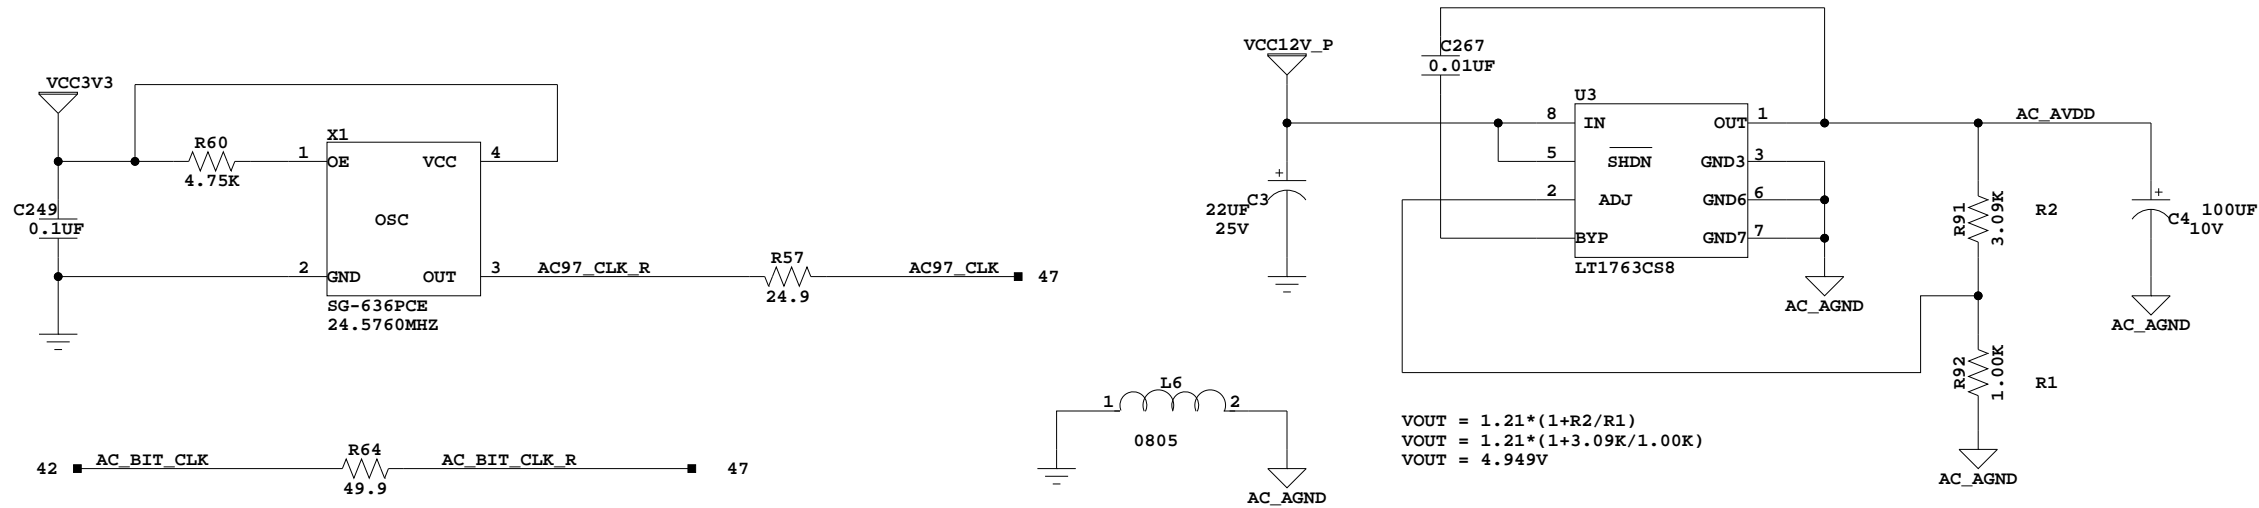 VCC3V3
R60
4.75K
C249
0.1UF
X1
1 OE VCC 4
OSC
2 GND OUT 3
SG-636PCE
24.5760MHZ
AC97_CLK_R
R57
24.9
AC97_CLK 47
42 AC_BIT_CLK
R64
49.9
AC_BIT_CLK_R 47
L6
1 2
0805
AC_AGND
VCC12V_P
C267
0.01UF
+
C3
22UF
25V
U3
8 IN OUT 1
5 SHDN GND3 3
2 ADJ GND6 6
BYP GND7 7
LT1763CS8
AC_AGND
AC_AVDD
R91
3.09K
R2
+
C4
100UF
10V
AC_AGND
R92
1.00K
R1
AC_AGND
VOUT = 1.21*(1+R2/R1)
VOUT = 1.21*(1+3.09K/1.00K)
VOUT = 4.949V